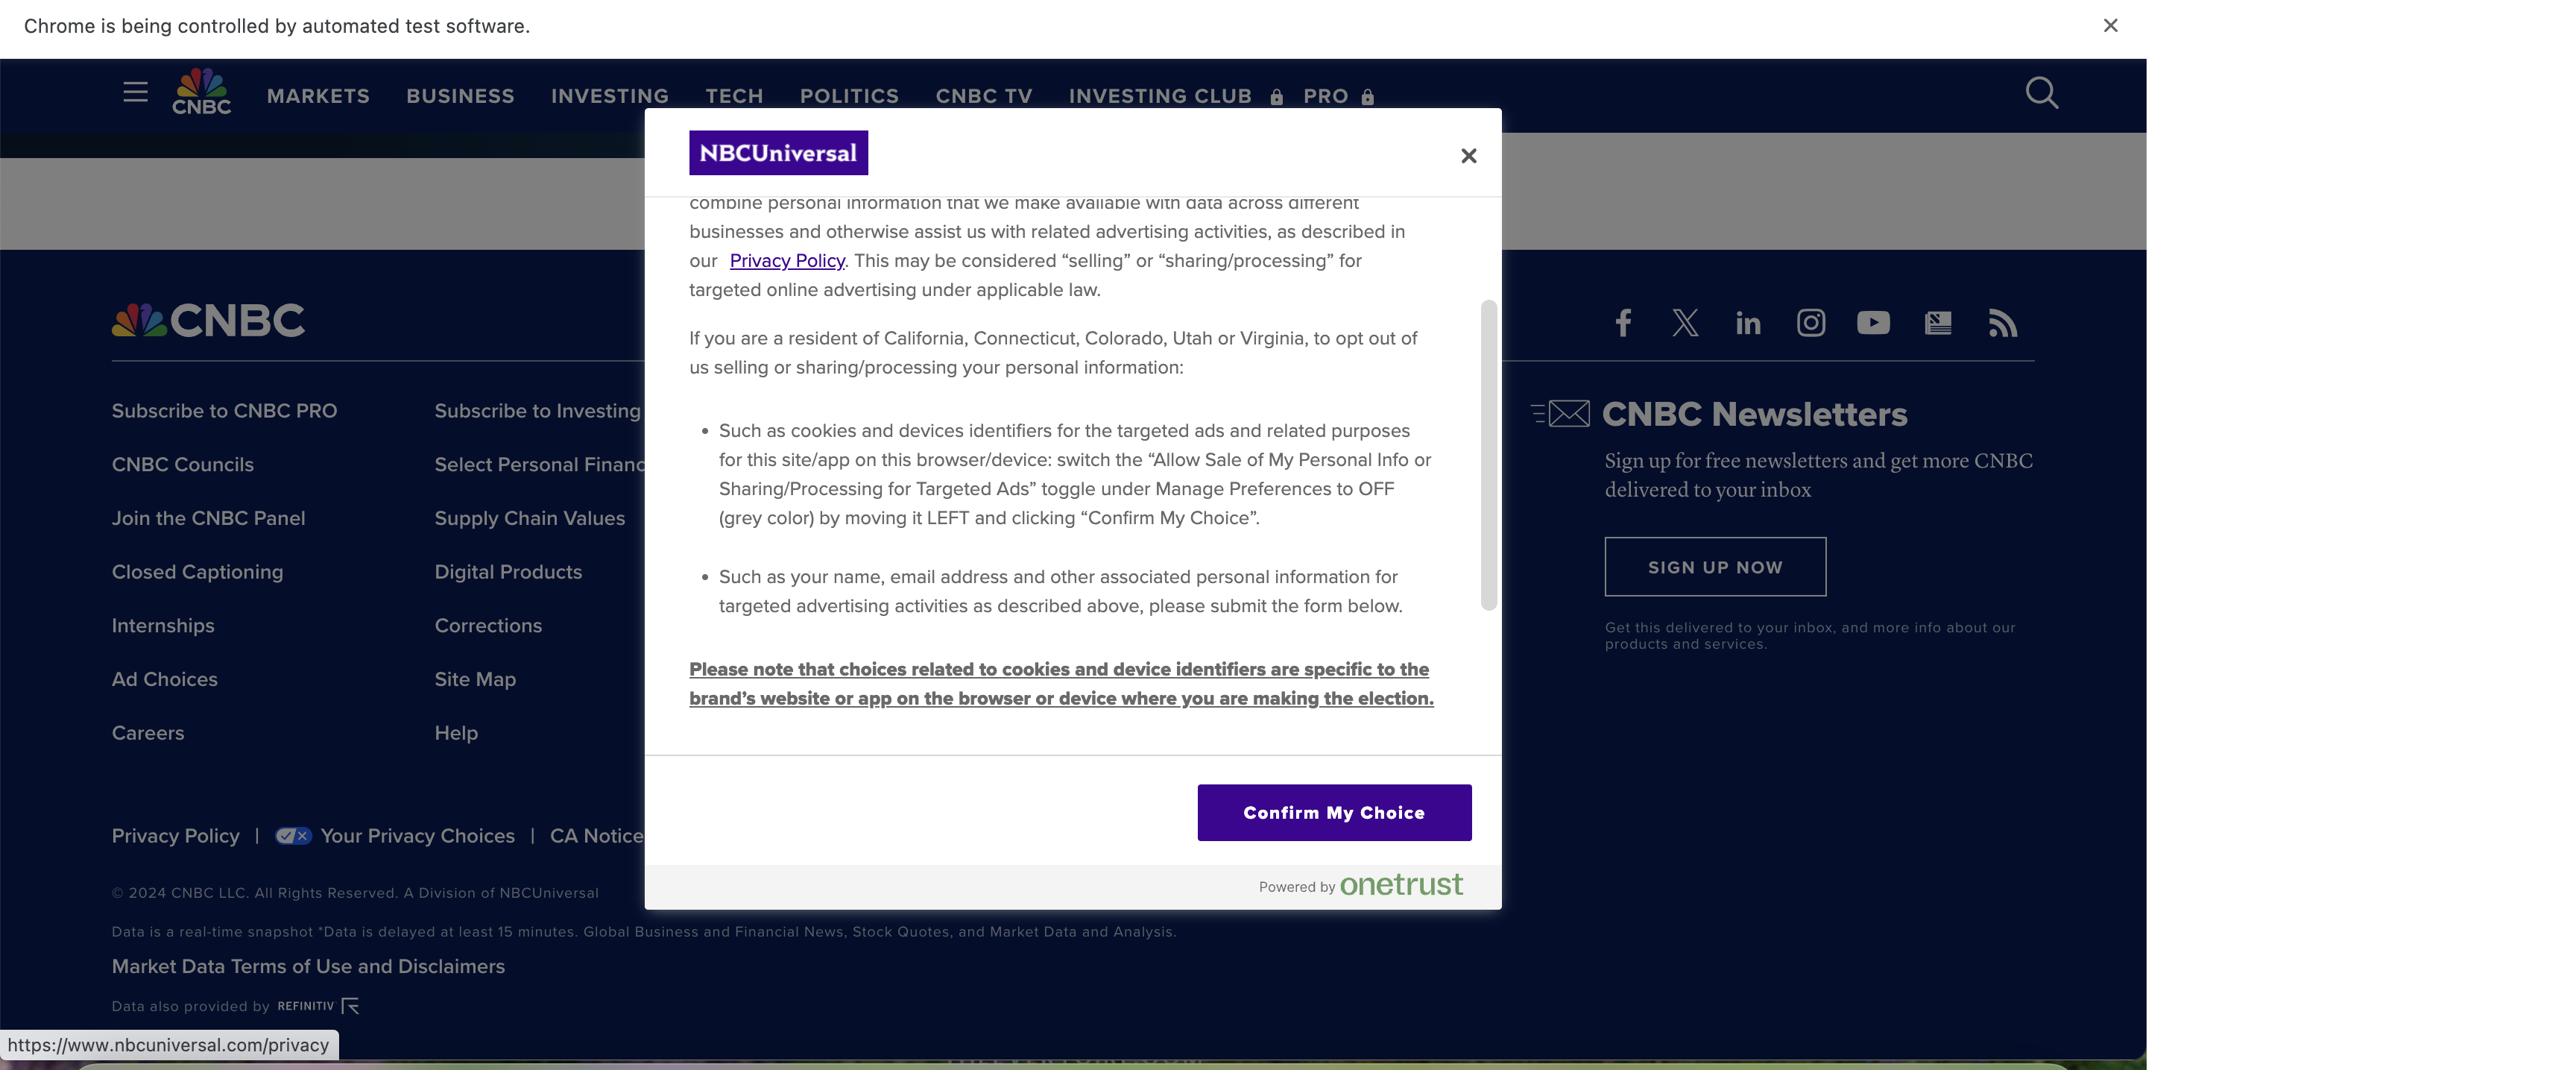 Chrome is being controlled by automated test software.
CNBC
MARKETS BUSINESS INVESTING TECH POLITICS CNBC TV INVESTING CLUB PRO
NBCUniversal
combine personal information that we make available with data across different
businesses and otherwise assist us with related advertising activities, as described in
our Privacy Policy. This may be considered “selling” or “sharing/processing” for
targeted online advertising under applicable law.
If you are a resident of California, Connecticut, Colorado, Utah or Virginia, to opt out of
us selling or sharing/processing your personal information:
• Such as cookies and devices identifiers for the targeted ads and related purposes
for this site/app on this browser/device: switch the “Allow Sale of My Personal Info or
Sharing/Processing for Targeted Ads” toggle under Manage Preferences to OFF
(grey color) by moving it LEFT and clicking “Confirm My Choice”.
• Such as your name, email address and other associated personal information for
targeted advertising activities as described above, please submit the form below.
Please note that choices related to cookies and device identifiers are specific to the
brand’s website or app on the browser or device where you are making the election.
Confirm My Choice
Powered by onetrust
CNBC
Subscribe to CNBC PRO
Subscribe to Investing
CNBC Councils
Select Personal Financ
Join the CNBC Panel
Supply Chain Values
Closed Captioning
Digital Products
Internships
Corrections
Ad Choices
Site Map
Careers
Help
CNBC Newsletters
Sign up for free newsletters and get more CNBC
delivered to your inbox
SIGN UP NOW
Get this delivered to your inbox, and more info about our
products and services.
Privacy Policy | Your Privacy Choices | CA Notice
© 2024 CNBC LLC. All Rights Reserved. A Division of NBCUniversal
Data is a real-time snapshot *Data is delayed at least 15 minutes. Global Business and Financial News, Stock Quotes, and Market Data and Analysis.
Market Data Terms of Use and Disclaimers
Data also provided by REFINITIV
https://www.nbcuniversal.com/privacy